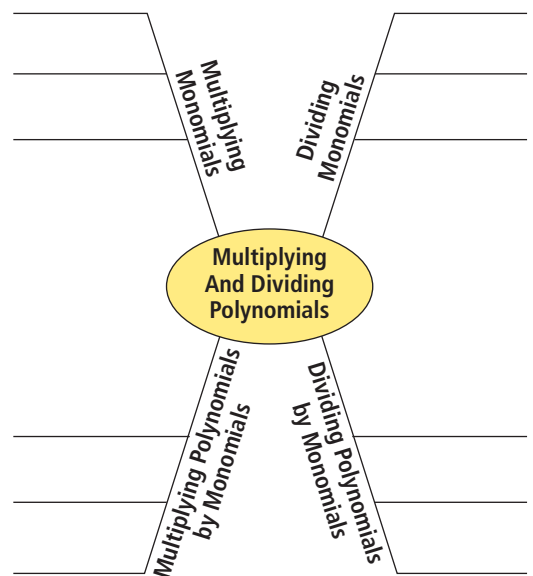 Multiplying
Monomials
Dividing
Monomials
Multiplying
And Dividing
Polynomials
Multiplying Polynomials
by Monomials
Dividing Polynomials
by Monomials